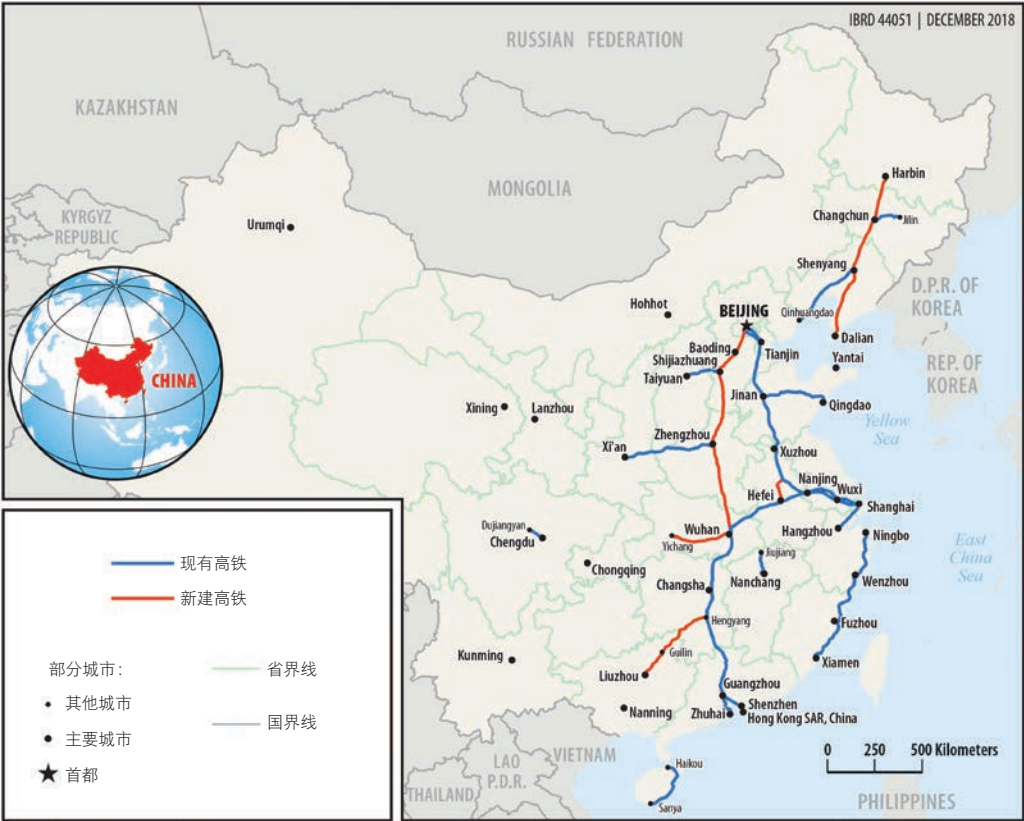 IBRD 44051 | DECEMBER 2018
RUSSIAN FEDERATION
KAZAKHSTAN
MONGOLIA
KYRGYZ
REPUBLIC
Urumqi
Harbin
Changchun
Jilin
Shenyang
D.P.R. OF
KOREA
Hohhot
BEIJING
Qinhuangdao
Dalian
Baoding
Tianjin
Yantai
Shijiazhuang
Taiyuan
REP. OF
KOREA
CHINA
Xining
Lanzhou
Jinan
Qingdao
Yellow
Sea
Zhengzhou
Xi'an
Xuzhou
Nanjing
Wuxi
Hefei
Shanghai
Dujiangyan
Chengdu
Wuhan
Yichang
Hangzhou
Ningbo
East
China
Sea
Jiujiang
Chongqing
Nanchang
Changsha
Wenzhou
Hengyang
Fuzhou
Kunming
Guilin
Xiamen
Liuzhou
Guangzhou
Shenzhen
Nanning
Zhuhai
Hong Kong SAR, China
VIETNAM
LAO
P.D.R.
THAILAND
Haikou
Sanya
0 250 500 Kilometers
PHILIPPINES
现有高铁
新建高铁
部分城市：
省界线
其他城市
国界线
主要城市
首都